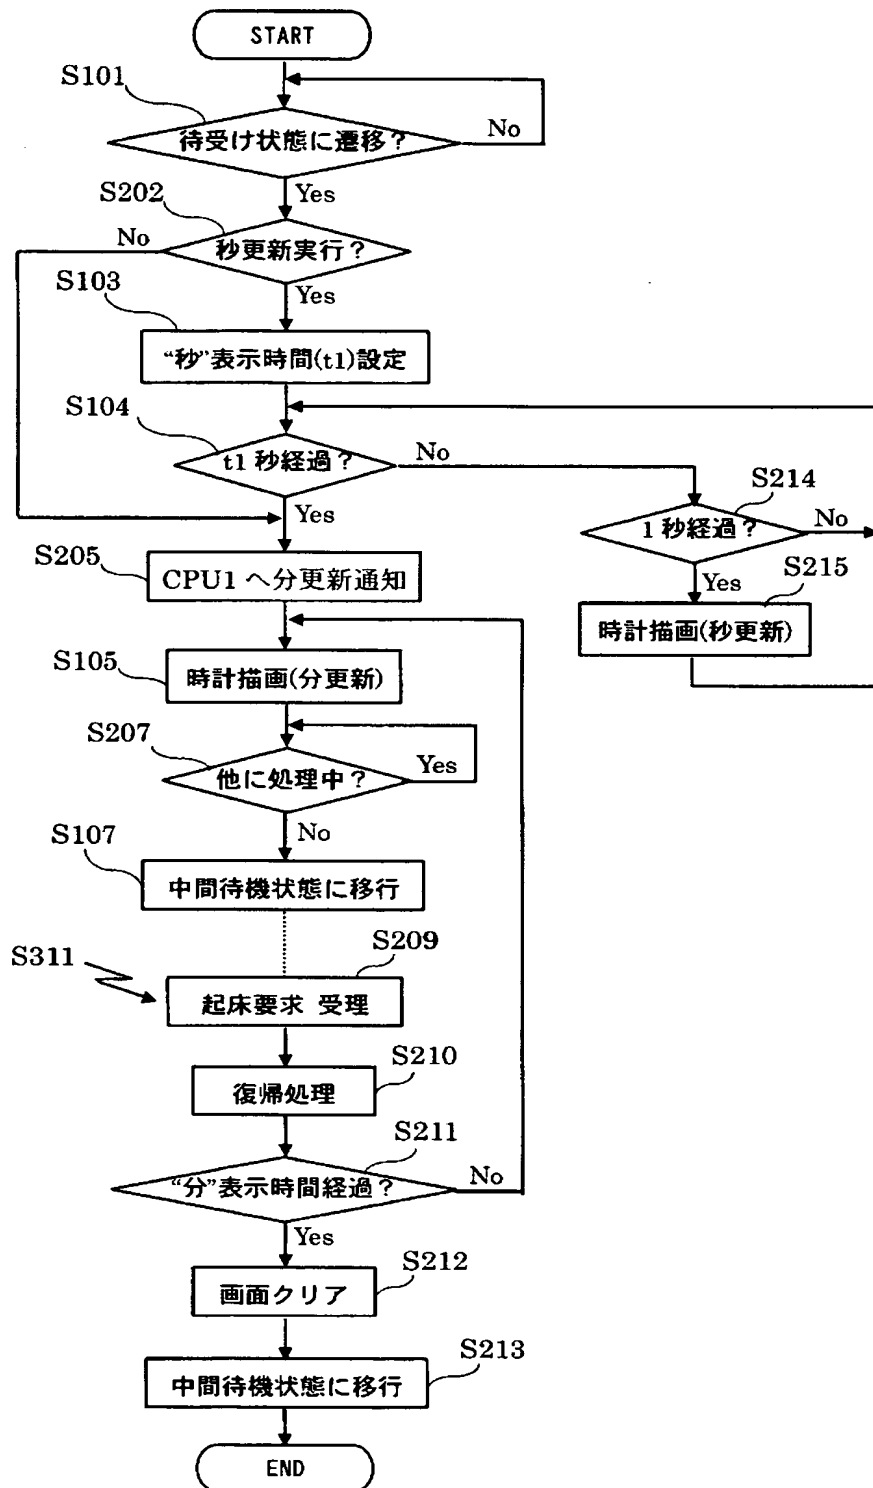 START
S101
待受け状態に遷移？
No
Yes
S202
No
秒更新実行？
Yes
S103
“秒”表示時間(t1)設定
S104
t1 秒経過？
No
Yes
S214
1 秒経過？
No
Yes
S215
時計描画(秒更新)
S205
CPU1 へ分更新通知
S105
時計描画(分更新)
S207
他に処理中？
Yes
No
S107
中間待機状態に移行
S311
S209
起床要求 受理
S210
復帰処理
S211
“分”表示時間経過？
No
Yes
S212
画面クリア
S213
中間待機状態に移行
END